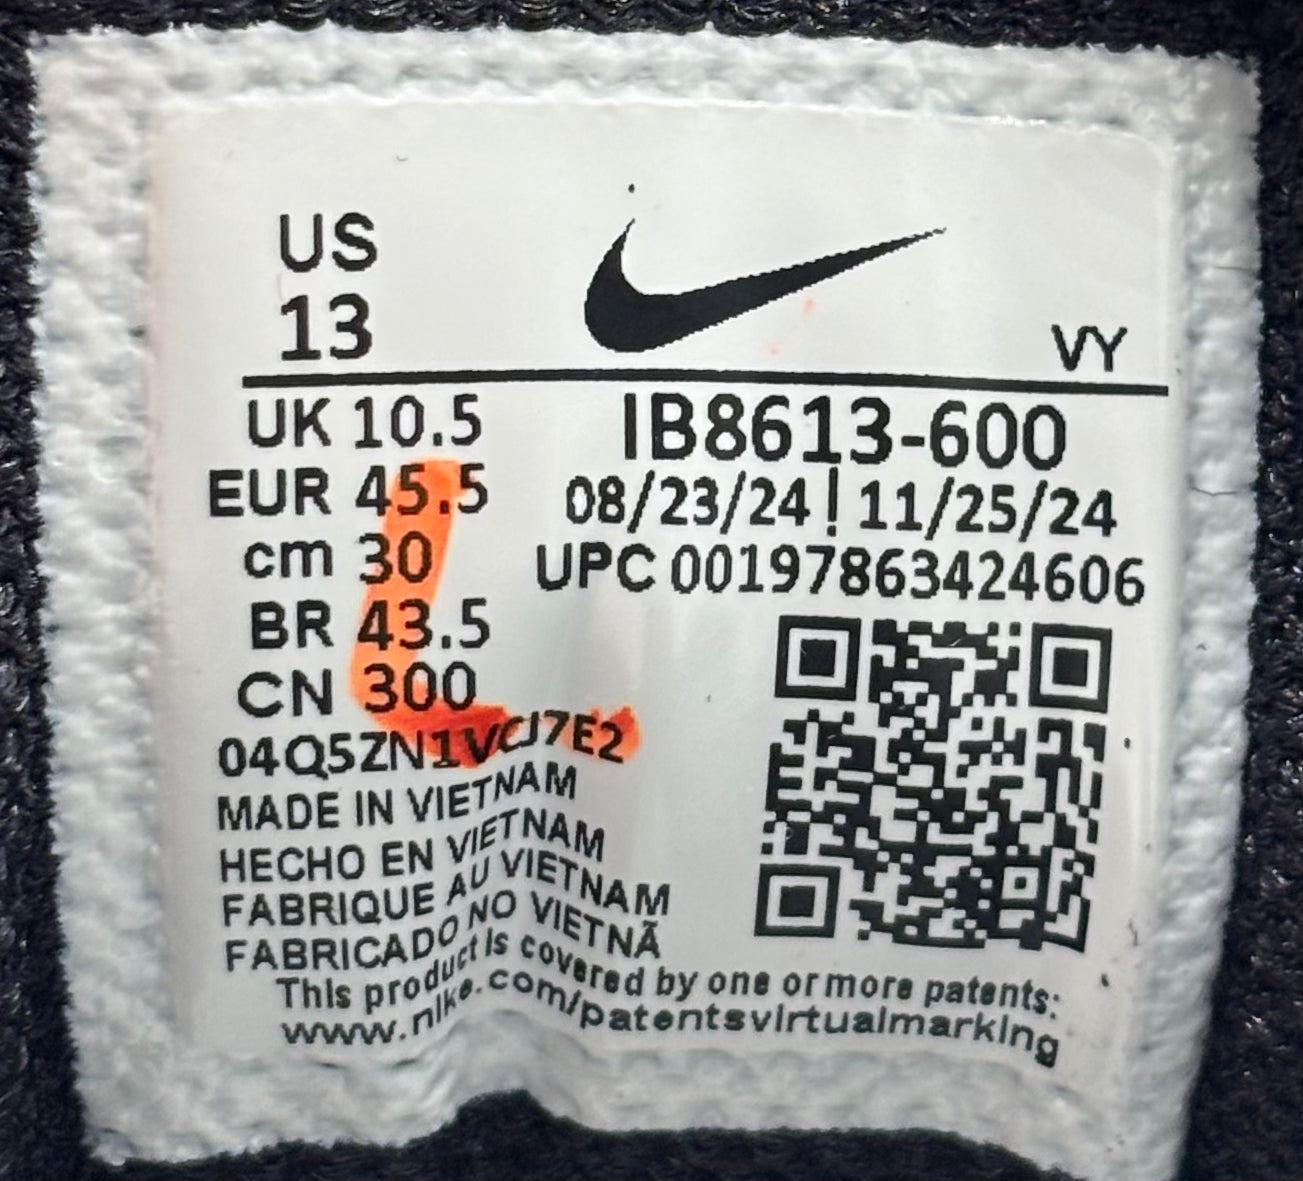 US
13
VY
UK 10.5
IB8613-600
EUR 45.5
08/23/24 ! 11/25/24
cm 30
UPC 00197863424606
BR 43.5
CN 300
04Q5ZN1VCJ7E2
MADE IN VIETNAM
HECHO EN VIETNAM
FABRIQUE AU VIETNAM
FABRICADO NO VIETNÃ
This product is covered by one or more patents:
www.nike.com/patentsvirtualmarking